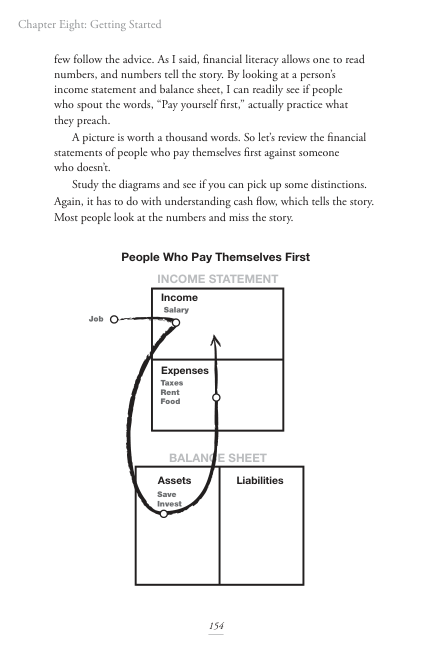 Chapter Eight: Getting Started
few follow the advice. As I said, financial literacy allows one to read
numbers, and numbers tell the story. By looking at a person’s
income statement and balance sheet, I can readily see if people
who spout the words, “Pay yourself first,” actually practice what
they preach.
A picture is worth a thousand words. So let’s review the financial
statements of people who pay themselves first against someone
who doesn’t.
Study the diagrams and see if you can pick up some distinctions.
Again, it has to do with understanding cash flow, which tells the story.
Most people look at the numbers and miss the story.
People Who Pay Themselves First
INCOME STATEMENT
Income
Salary
Job
Expenses
Taxes
Rent
Food
BALANCE SHEET
Assets
Liabilities
Save
Invest
154